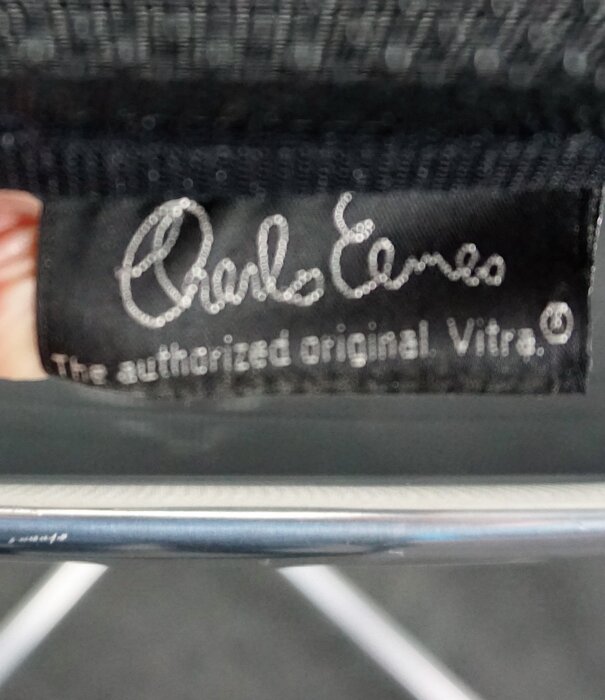 Charles Eames
The authorized original. Vitra.®